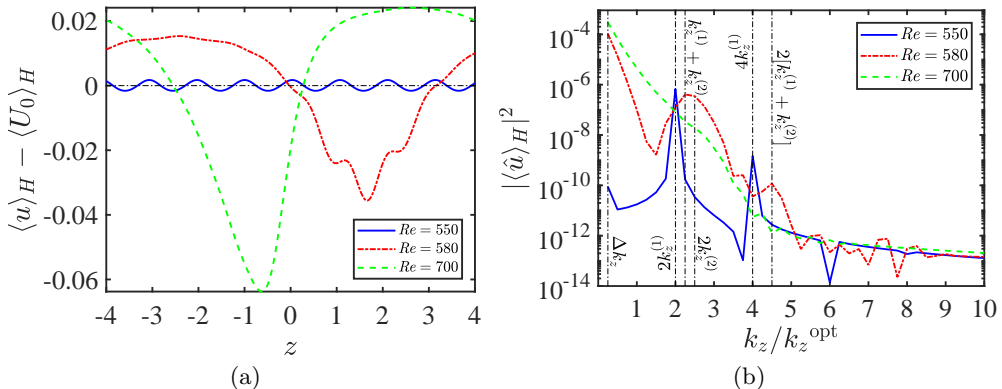 ⟨u⟩_H − ⟨U_0⟩_H
0.02
0
-0.02
-0.04
-0.06
-4 -3 -2 -1 0 1 2 3 4
z
Re = 550
Re = 580
Re = 700
(a)
|⟨û⟩_H|^2
10^{-4}
10^{-6}
10^{-8}
10^{-10}
10^{-12}
10^{-14}
1 2 3 4 5 6 7 8 9 10
k_z/k_z^{opt}
Δk_z
2k_z^{(1)}
k_z^{(1)} + k_z^{(2)}
2k_z^{(2)}
4k_z^{(1)}
2[k_z^{(1)} + k_z^{(2)}]
Re = 550
Re = 580
Re = 700
(b)